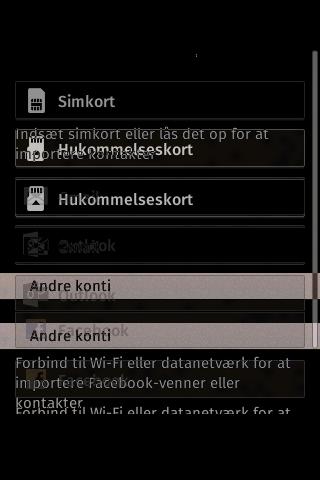 Simkort
Indsæt simkort eller lås det op for at
importere kontakter
Hukommelseskort
Hukommelseskort
Gmail
Outlook
Andre konti
Outlook
Andre konti
Facebook
Forbind til Wi-Fi eller datanetværk for at
importere Facebook-venner eller
kontakter
Facebook
Forbind til Wi-Fi eller datanetværk for at